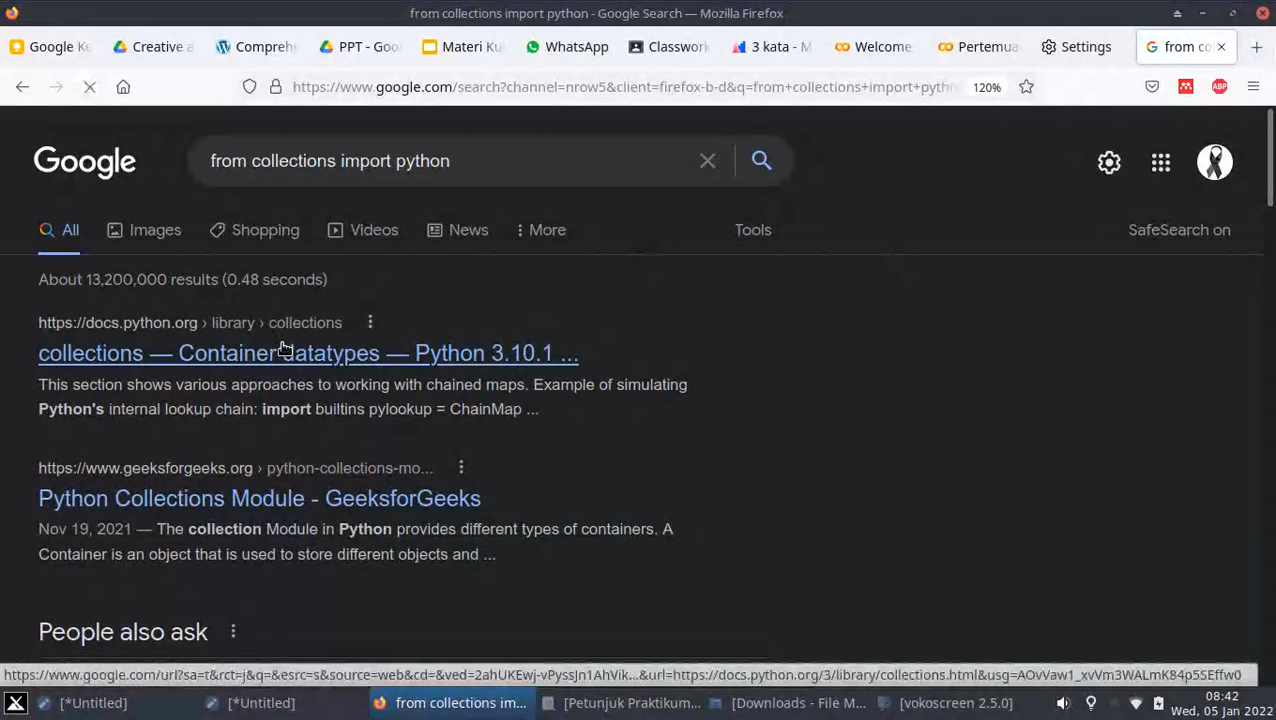 from collections import python - Google Search — Mozilla Firefox
Google Ke
Creative a
Comprehe
PPT - Goo
Materi Ku
WhatsApp
Classwork
3 kata - M
Welcome
Pertemua
Settings
from co
https://www.google.com/search?channel=nrow5&client=firefox-b-d&q=from+collections+import+pytho
120%
ABP
Google
from collections import python
All
Images
Shopping
Videos
News
More
Tools
SafeSearch on
About 13,200,000 results (0.48 seconds)
https://docs.python.org › library › collections
collections — Container datatypes — Python 3.10.1 ...
This section shows various approaches to working with chained maps. Example of simulating
Python's internal lookup chain: import builtins pylookup = ChainMap ...
https://www.geeksforgeeks.org › python-collections-mo...
Python Collections Module - GeeksforGeeks
Nov 19, 2021 — The collection Module in Python provides different types of containers. A
Container is an object that is used to store different objects and ...
People also ask
https://www.google.com/url?sa=t&rct=j&q=&esrc=s&source=web&cd=&ved=2ahUKEwj-vPyssJn1AhVik...&url=https://docs.python.org/3/library/collections.html&usg=AOvVaw1_xvVm3WALmK84p5SEffw0
[*Untitled]
[*Untitled]
from collections im...
[Petunjuk Praktikum...
[Downloads - File M...
[vokoscreen 2.5.0]
08:42
Wed, 05 Jan 2022